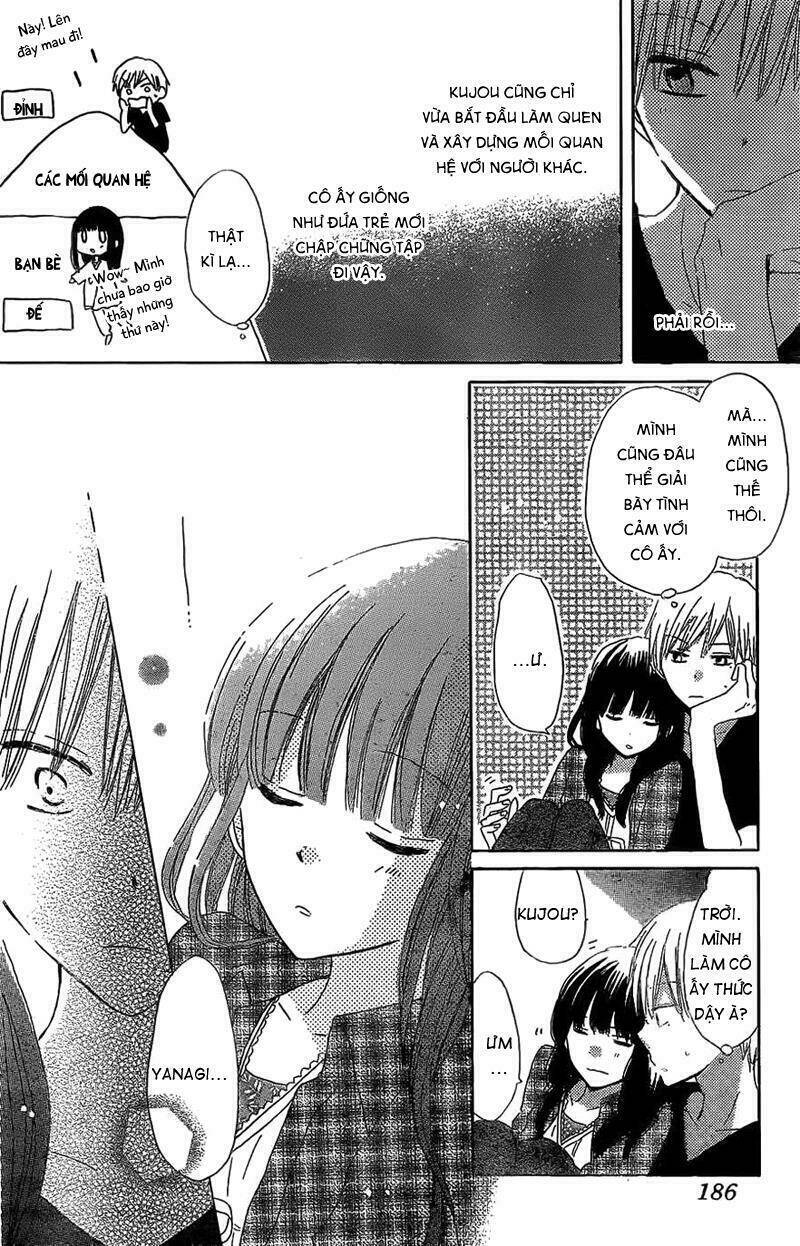 PHẢI RỒI...
KUJOU CŨNG CHỈ
VỪA BẮT ĐẦU LÀM QUEN
VÀ XÂY DỰNG MỐI QUAN
HỆ VỚI NGƯỜI KHÁC.
CÔ ẤY GIỐNG
NHƯ ĐỨA TRẺ MỚI
CHẬP CHỮNG TẬP
ĐI VẬY.
THẬT
KÌ LẠ...
Này! Lên
đây mau đi!
ĐỈNH
CÁC MỐI QUAN HỆ
BẠN BÈ
Wow~ Mình
chưa bao giờ
thấy những
thứ này!
ĐẾ
MÀ...
MÌNH
CŨNG
THẾ
THÔI.
MÌNH
CŨNG ĐÂU
THỂ GIẢI
BÀY TÌNH
CẢM VỚI
CÔ ẤY.
...Ư.
TRỜI.
MÌNH
LÀM CÔ
ẤY THỨC
DẬY À?
KUJOU?
ƯM
...
YANAGI...
186